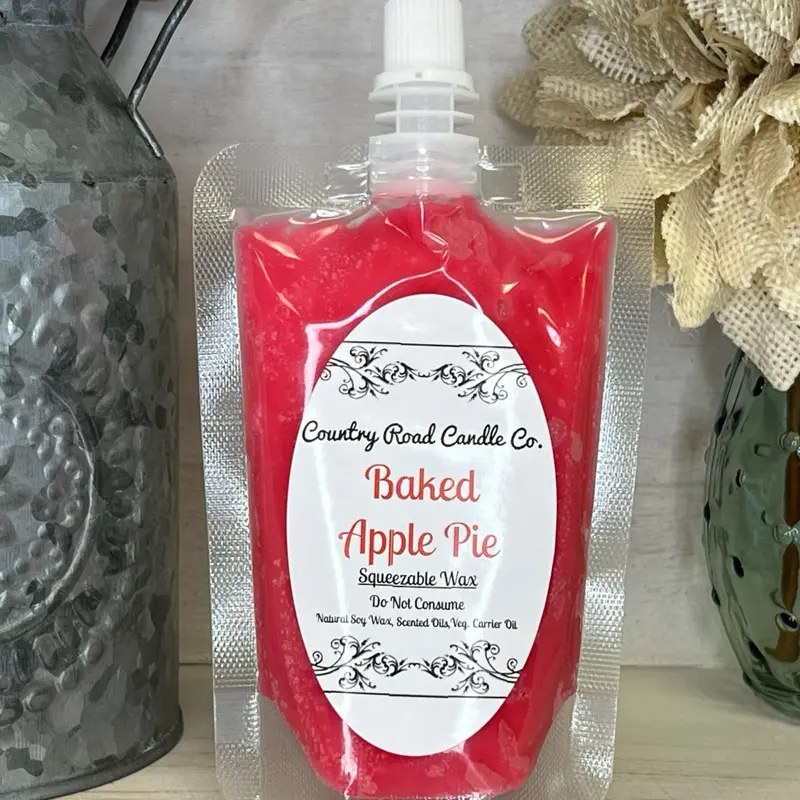 Country Road Candle Co.
Baked
Apple Pie
Squeezable Wax
Do Not Consume
Natural Soy Wax, Scented Oils,Veg. Carrier Oil